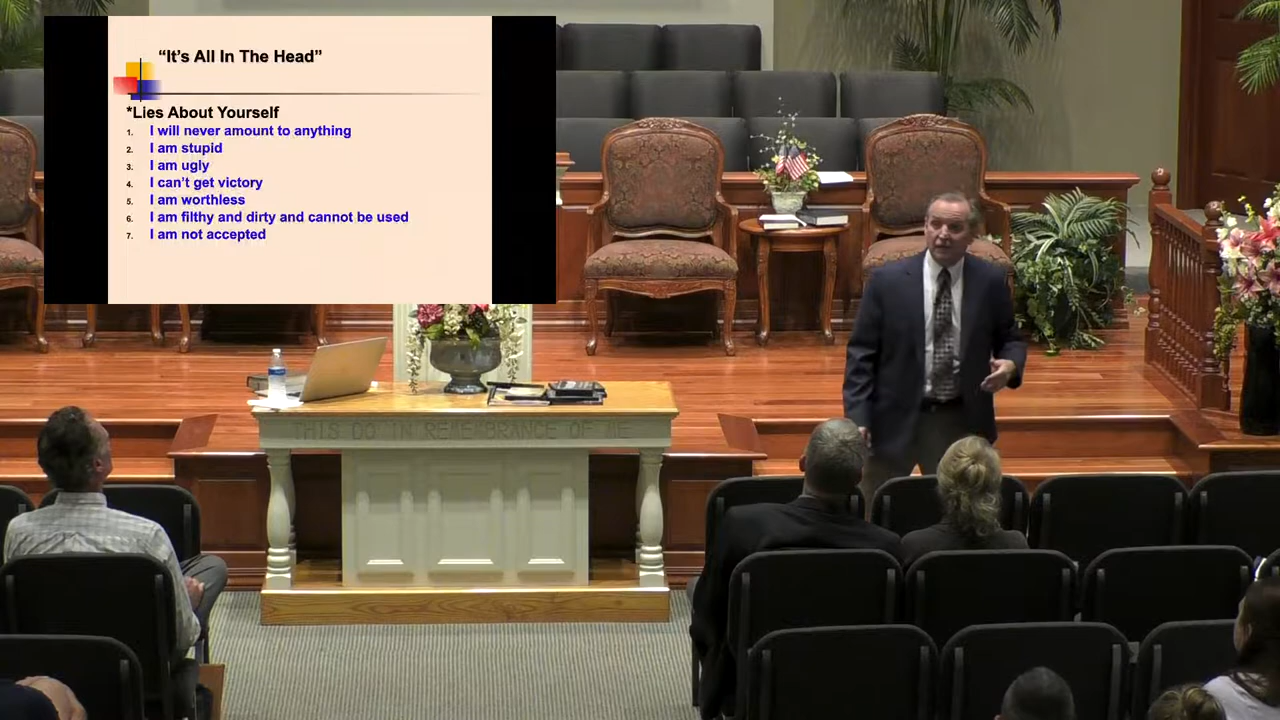 “It’s All In The Head”
*Lies About Yourself
1. I will never amount to anything
2. I am stupid
3. I am ugly
4. I can’t get victory
5. I am worthless
6. I am filthy and dirty and cannot be used
7. I am not accepted
THIS DO IN REMEMBRANCE OF ME